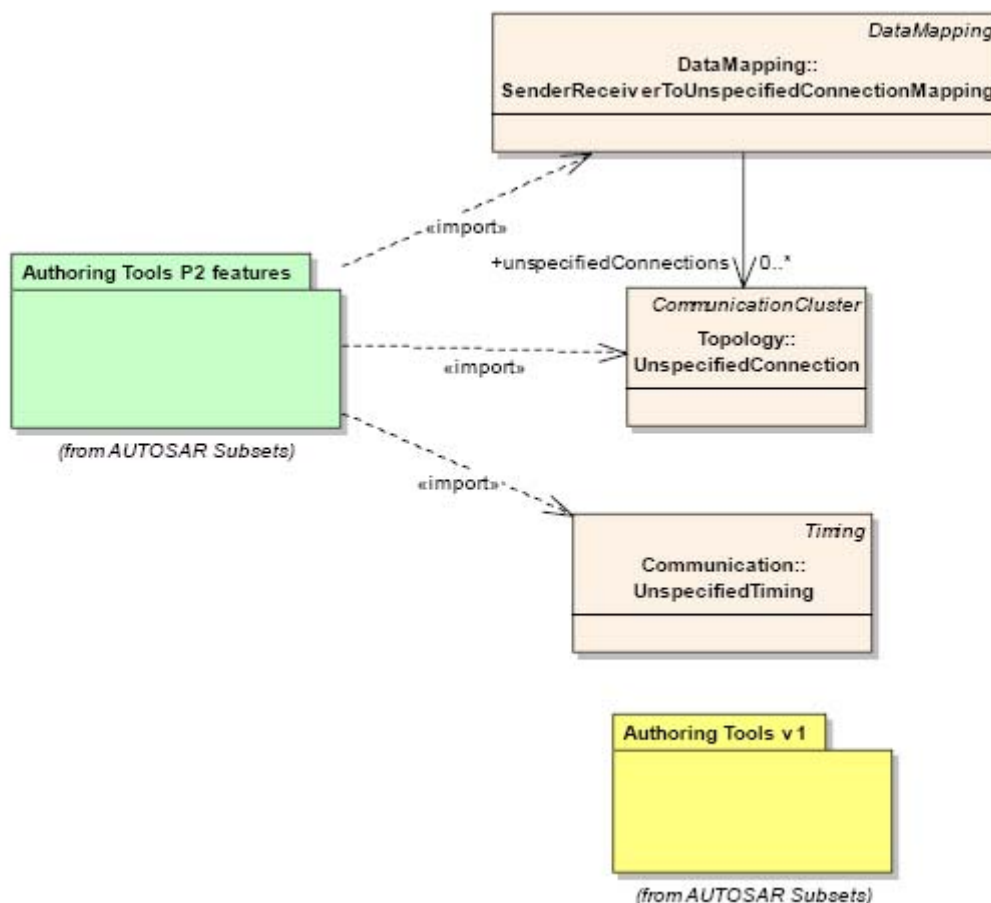 DataMapping
DataMapping::
SenderReceiverToUnspecifiedConnectionMapping
«import»
Authoring Tools P2 features
+unspecifiedConnections 0..*
CommunicationCluster
Topology::
UnspecifiedConnection
«import»
(from AUTOSAR Subsets)
«import»
Timing
Communication::
UnspecifiedTiming
Authoring Tools v1
(from AUTOSAR Subsets)